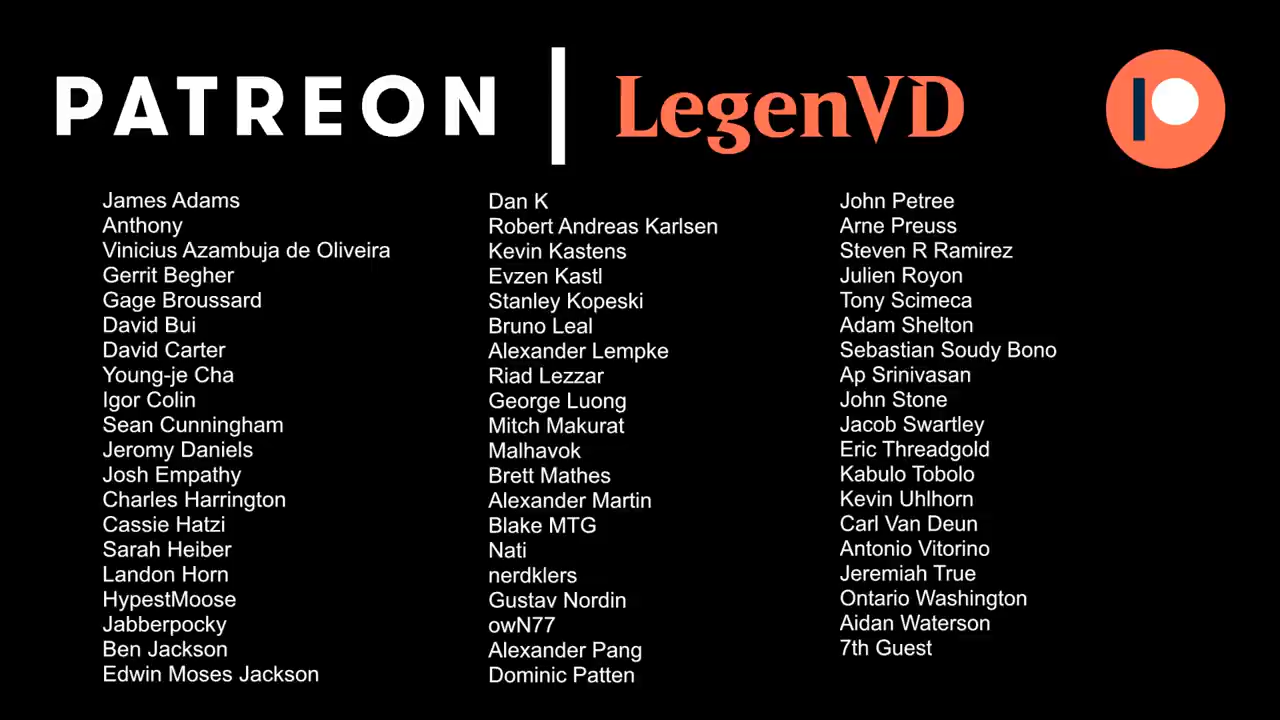 PATREON | LegenVD
James Adams
Anthony
Vinicius Azambuja de Oliveira
Gerrit Begher
Gage Broussard
David Bui
David Carter
Young-je Cha
Igor Colin
Sean Cunningham
Jeromy Daniels
Josh Empathy
Charles Harrington
Cassie Hatzi
Sarah Heiber
Landon Horn
HypestMoose
Jabberpocky
Ben Jackson
Edwin Moses Jackson
Dan K
Robert Andreas Karlsen
Kevin Kastens
Evzen Kastl
Stanley Kopeski
Bruno Leal
Alexander Lempke
Riad Lezzar
George Luong
Mitch Makurat
Malhavok
Brett Mathes
Alexander Martin
Blake MTG
Nati
nerdklers
Gustav Nordin
owN77
Alexander Pang
Dominic Patten
John Petree
Arne Preuss
Steven R Ramirez
Julien Royon
Tony Scimeca
Adam Shelton
Sebastian Soudy Bono
Ap Srinivasan
John Stone
Jacob Swartley
Eric Threadgold
Kabulo Tobolo
Kevin Uhlhorn
Carl Van Deun
Antonio Vitorino
Jeremiah True
Ontario Washington
Aidan Waterson
7th Guest